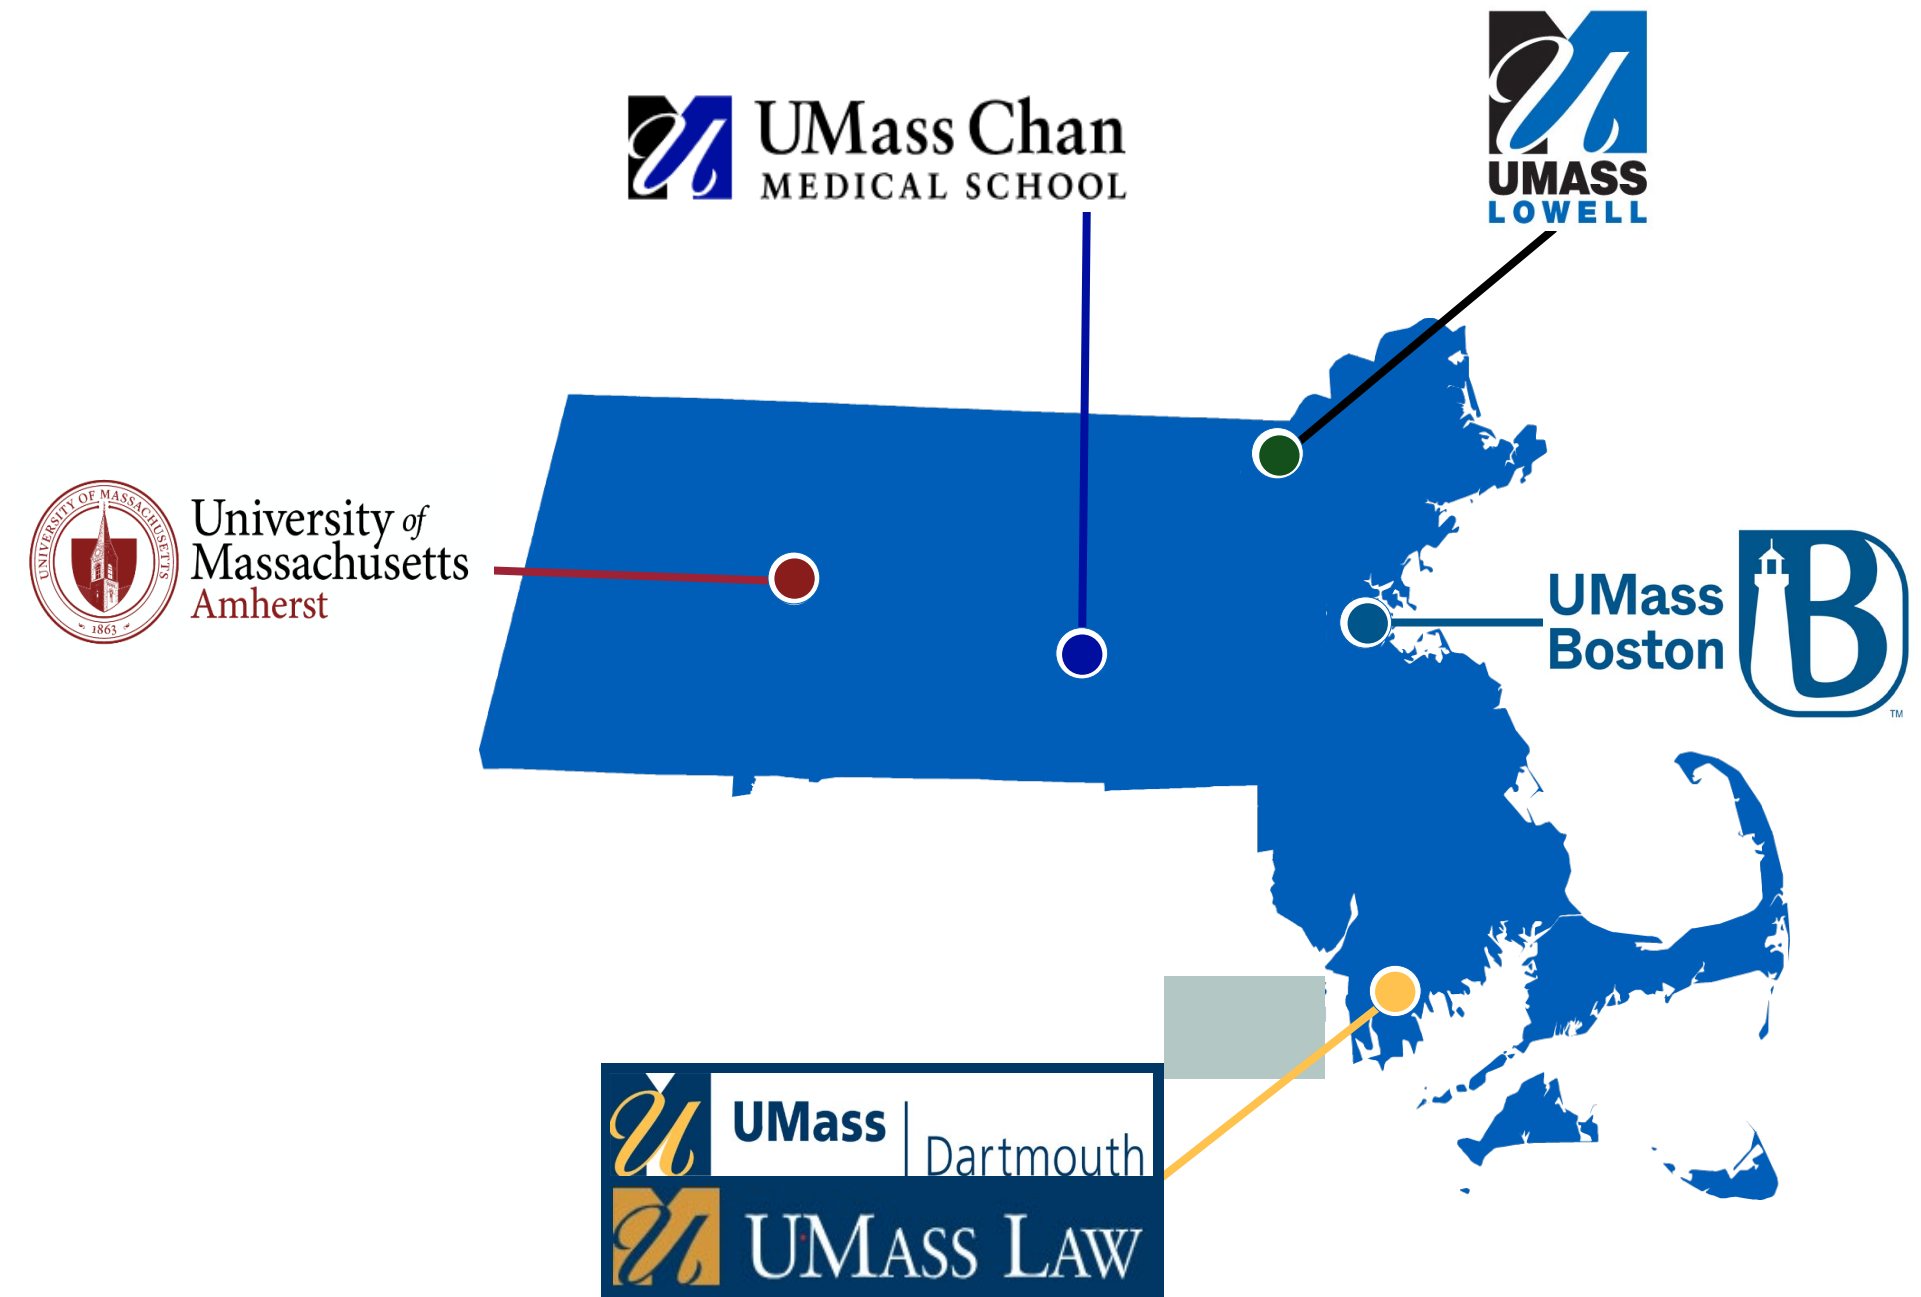 UMass Chan
MEDICAL SCHOOL
UMASS
LOWELL
UNIVERSITY OF MASSACHUSETTS
1863
University of
Massachusetts
Amherst
UMass
Boston
B
TM
UMass
Dartmouth
UMASS LAW